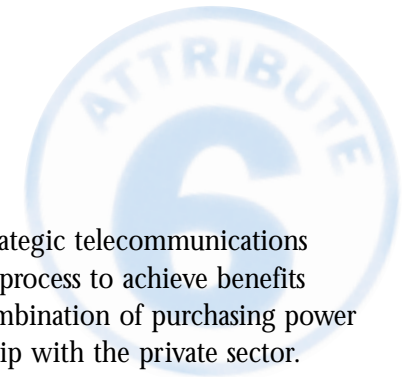 ATTRIBUTE
6
ategic telecommunications
process to achieve benefits
mbination of purchasing power
ip with the private sector.